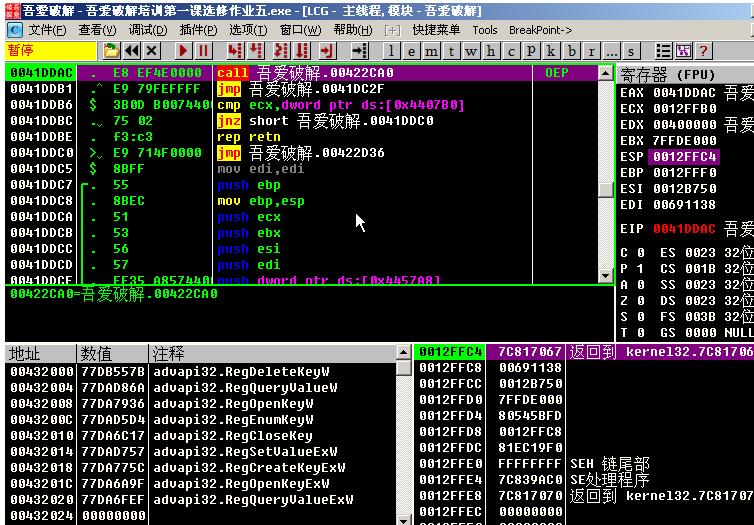 吾爱破解 - 吾爱破解培训第一课选修作业五.exe - [LCG - 主线程, 模块 - 吾爱破解]
文件(F) 查看(V) 调试(D) 插件(P) 选项(T) 窗口(W) 帮助(H) [+] 快捷菜单 Tools BreakPoint->
暂停 l e m t w h c P k b r ... s ?
0041DDAC . E8 EF4E0000 call 吾爱破解.00422CA0 OEP
0041DDB1 .^ E9 79FEFFFF jmp 吾爱破解.0041DC2F
0041DDB6 $ 3B0D B0074400 cmp ecx,dword ptr ds:[0x4407B0]
0041DDBC .v 75 02 jnz short 吾爱破解.0041DDC0
0041DDBE . f3:c3 rep retn
0041DDC0 >v E9 714F0000 jmp 吾爱破解.00422D36
0041DDC5 $ 8BFF mov edi,edi
0041DDC7 . 55 push ebp
0041DDC8 . 8BEC mov ebp,esp
0041DDCA . 51 push ecx
0041DDCB . 53 push ebx
0041DDCC . 56 push esi
0041DDCD . 57 push edi
0041DDCE . FF35 A8574400 push dword ptr ds:[0x4457A8]
00422CA0=吾爱破解.00422CA0
寄存器 (FPU)
EAX 0041DDAC 吾爱
ECX 0012FFB0
EDX 00400000 吾爱
EBX 7FFDE000
ESP 0012FFC4
EBP 0012FFF0
ESI 0012B750
EDI 00691138
EIP 0041DDAC 吾爱
C 0 ES 0023 32位
P 1 CS 001B 32位
A 0 SS 0023 32位
Z 0 DS 0023 32位
S 0 FS 003B 32位
T 0 GS 0000 NULL
地址 数值 注释
00432000 77DB557B advapi32.RegDeleteKeyW
00432004 77DAD86A advapi32.RegQueryValueW
00432008 77DA7936 advapi32.RegOpenKeyW
0043200C 77DAD5D4 advapi32.RegEnumKeyW
00432010 77DA6C17 advapi32.RegCloseKey
00432014 77DAD757 advapi32.RegSetValueExW
00432018 77DA775C advapi32.RegCreateKeyExW
0043201C 77DA6A9F advapi32.RegOpenKeyExW
00432020 77DA6FEF advapi32.RegQueryValueExW
00432024 00000000
0012FFC4 7C817067 返回到 kernel32.7C81706
0012FFC8 00691138
0012FFCC 0012B750
0012FFD0 7FFDE000
0012FFD4 80545BFD
0012FFD8 0012FFC8
0012FFDC 81EC19F0
0012FFE0 FFFFFFFF SEH 链尾部
0012FFE4 7C839AC0 SE处理程序
0012FFE8 7C817070 返回到 kernel32.7C81707
0012FFEC 00000000